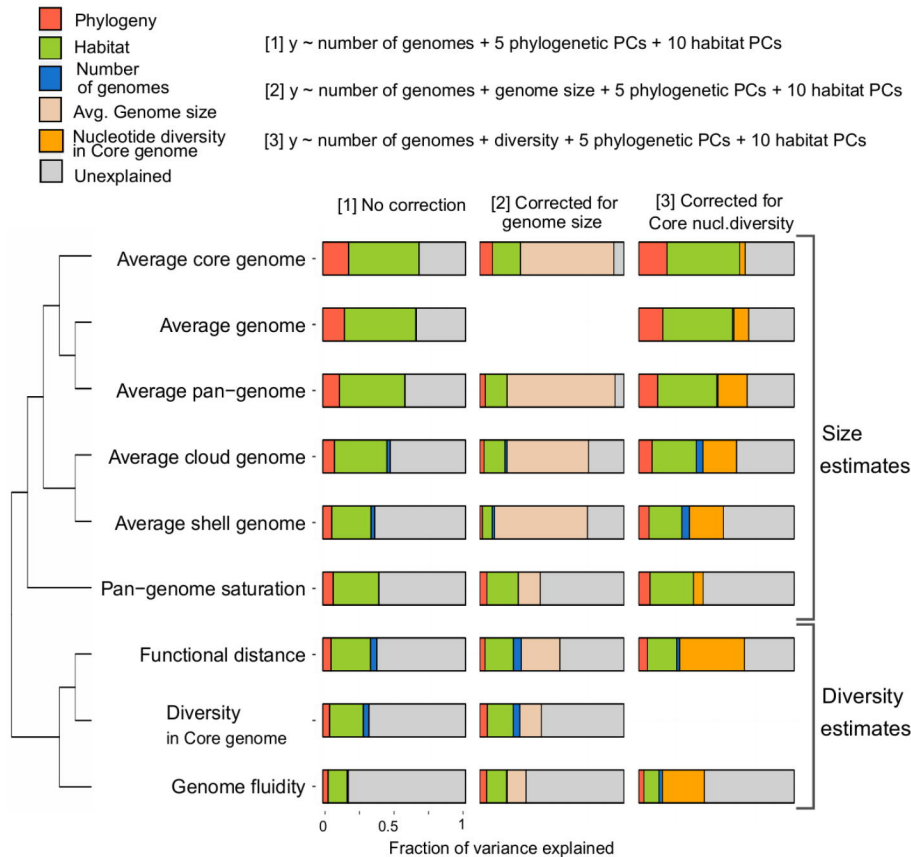 Phylogeny
Habitat
Number
of genomes
Avg. Genome size
Nucleotide diversity
in Core genome
Unexplained
[1] y ~ number of genomes + 5 phylogenetic PCs + 10 habitat PCs
[2] y ~ number of genomes + genome size + 5 phylogenetic PCs + 10 habitat PCs
[3] y ~ number of genomes + diversity + 5 phylogenetic PCs + 10 habitat PCs
[1] No correction
[2] Corrected for
genome size
[3] Corrected for
Core nucl.diversity
Average core genome
Average genome
Average pan-genome
Average cloud genome
Average shell genome
Pan-genome saturation
Functional distance
Diversity
in Core genome
Genome fluidity
Size
estimates
Diversity
estimates
0 0.5 1
Fraction of variance explained